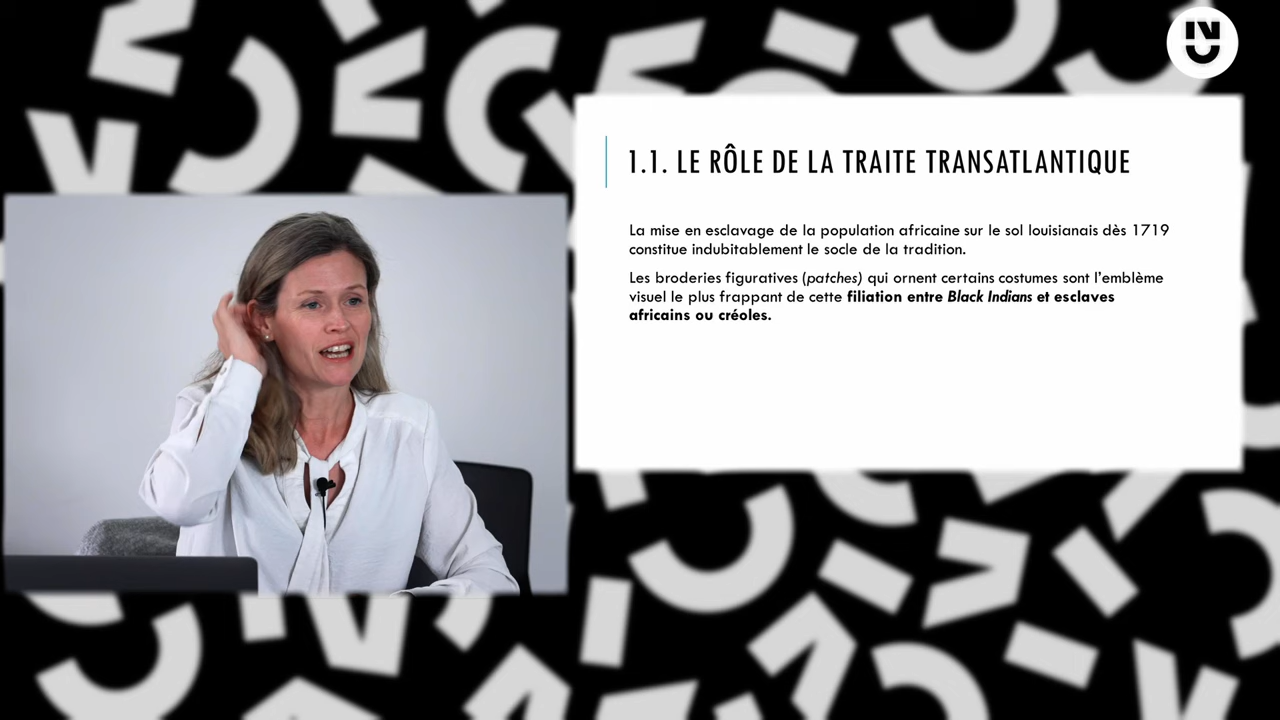 1.1. LE RÔLE DE LA TRAITE TRANSATLANTIQUE
La mise en esclavage de la population africaine sur le sol louisianais dès 1719
constitue indubitablement le socle de la tradition.
Les broderies figuratives (patches) qui ornent certains costumes sont l'emblème
visuel le plus frappant de cette filiation entre Black Indians et esclaves
africains ou créoles.